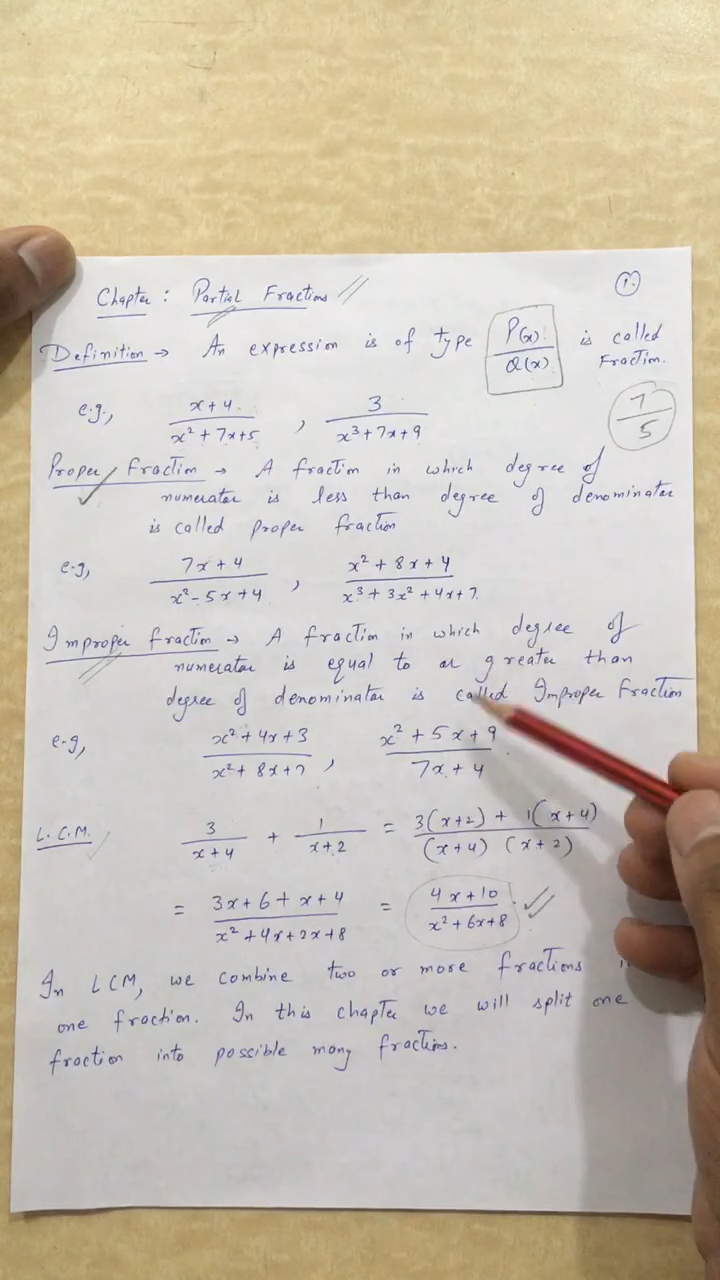 Chapter : Partial Fractions
1.
Definition → An expression is of type P(x)/Q(x) is called Fraction.
e.g., x+4/x²+7x+5 , 3/x³+7x+9
7/5
Proper Fraction → A fraction in which degree of
numerator is less than degree of denominator
is called proper fraction
e.g, 7x+4/x²-5x+4 , x²+8x+4/x³+3x²+4x+7.
Improper fraction → A fraction in which degree of
numerator is equal to or greater than
degree of denominator is called Improper Fraction
e.g, x²+4x+3/x²+8x+7 , x²+5x+9/7x+4 .
L.C.M. 3/x+4 + 1/x+2 = 3(x+2) + 1(x+4)/(x+4) (x+2)
= 3x+6+x+4/x²+4x+2x+8 = 4x+10/x²+6x+8 .
In LCM, we combine two or more fractions
one fraction. In this chapter we will split one
fraction into possible many fractions.